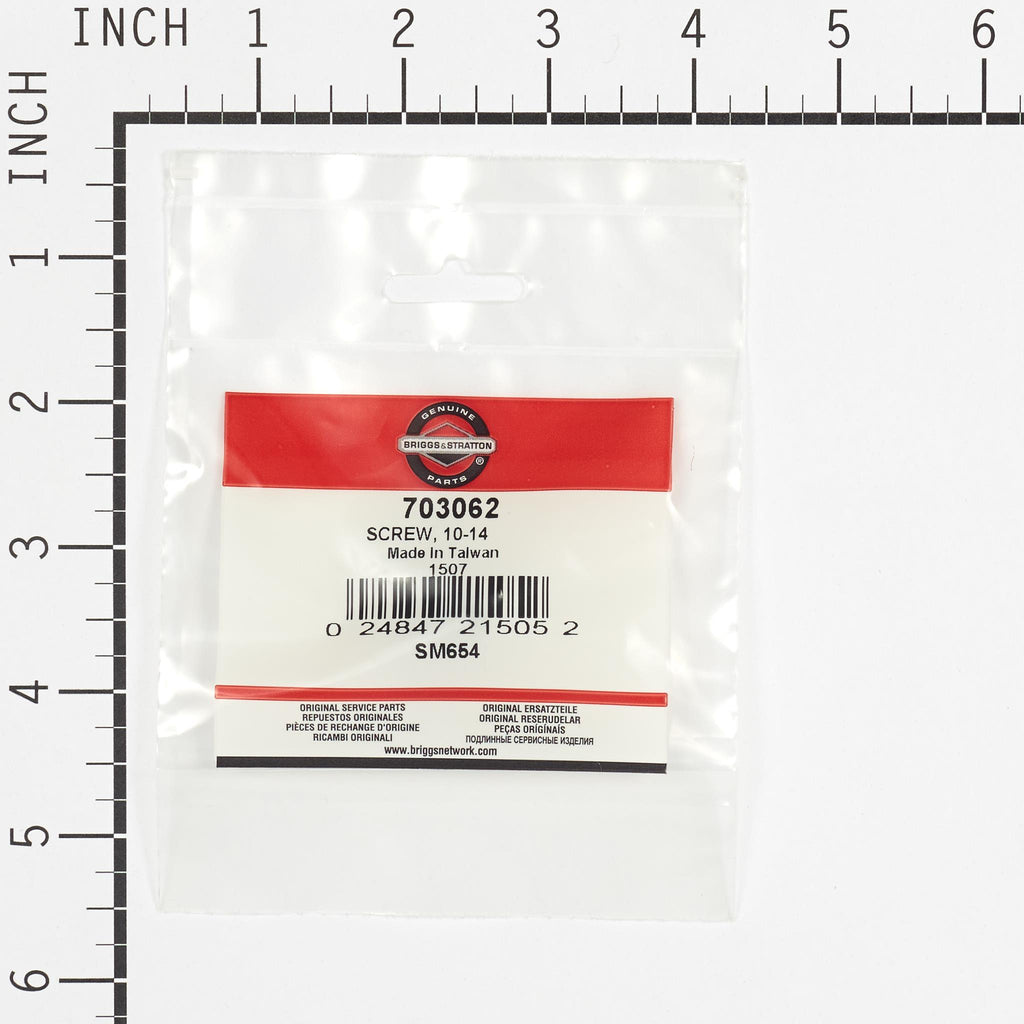 INCH 1 2 3 4 5 6
INCH
1
2
3
4
5
6
GENUINE
BRIGGS&STRATTON
®
PARTS
703062
SCREW, 10-14
Made In Taiwan
1507
0 24847 21505 2
SM654
ORIGINAL SERVICE PARTS
REPUESTOS ORIGINALES
PIÈCES DE RECHANGE D'ORIGINE
RICAMBI ORIGINALI
ORIGINAL ERSATZTEILE
ORIGINAL RESERUDELAR
PEÇAS ORIGÍNAIS
ПОДЛИННЫЕ СЕРВИСНЫЕ ИЗДЕЛИЯ
www.briggsnetwork.com